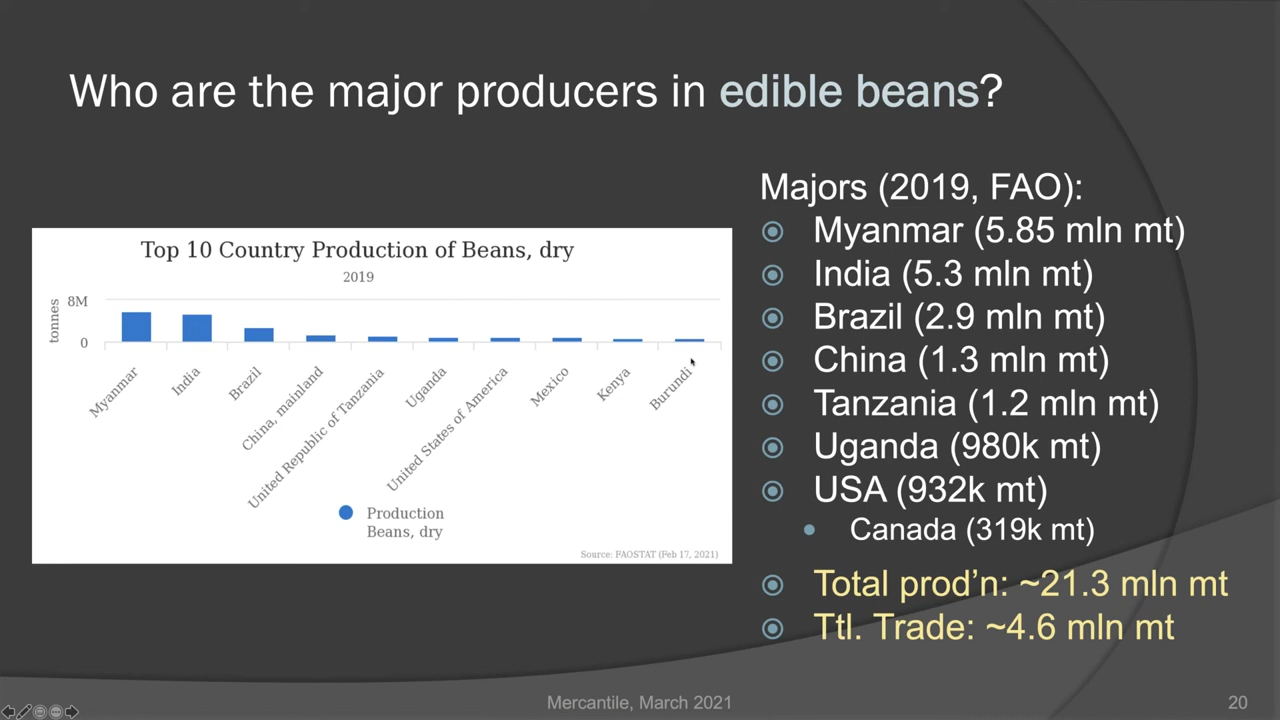 Who are the major producers in edible beans?
Majors (2019, FAO):
Myanmar (5.85 mln mt)
India (5.3 mln mt)
Brazil (2.9 mln mt)
China (1.3 mln mt)
Tanzania (1.2 mln mt)
Uganda (980k mt)
USA (932k mt)
Canada (319k mt)
Total prod’n: ~21.3 mln mt
Ttl. Trade: ~4.6 mln mt
Top 10 Country Production of Beans, dry
2019
tonnes
8M
0
Myanmar
India
Brazil
China, mainland
United Republic of Tanzania
Uganda
United States of America
Mexico
Kenya
Burundi
Production
Beans, dry
Source: FAOSTAT (Feb 17, 2021)
Mercantile, March 2021
20